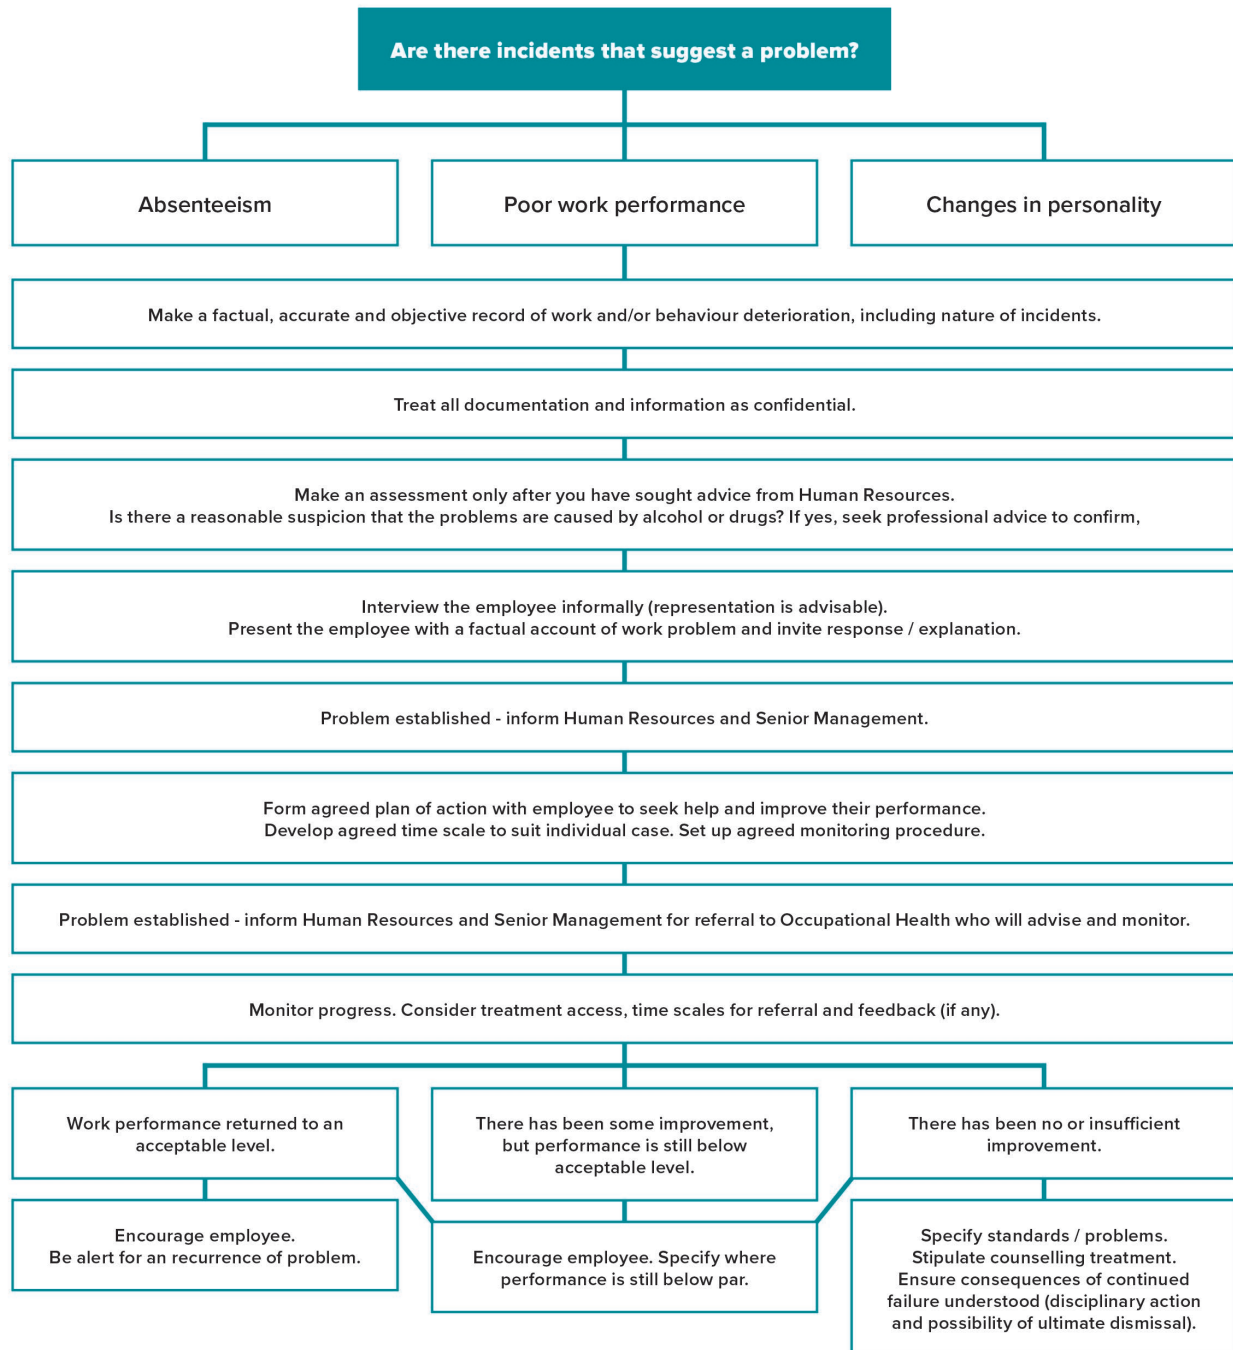 Are there incidents that suggest a problem?
Absenteeism
Poor work performance
Changes in personality
Make a factual, accurate and objective record of work and/or behaviour deterioration, including nature of incidents.
Treat all documentation and information as confidential.
Make an assessment only after you have sought advice from Human Resources.
Is there a reasonable suspicion that the problems are caused by alcohol or drugs? If yes, seek professional advice to confirm,
Interview the employee informally (representation is advisable).
Present the employee with a factual account of work problem and invite response / explanation.
Problem established - inform Human Resources and Senior Management.
Form agreed plan of action with employee to seek help and improve their performance.
Develop agreed time scale to suit individual case. Set up agreed monitoring procedure.
Problem established - inform Human Resources and Senior Management for referral to Occupational Health who will advise and monitor.
Monitor progress. Consider treatment access, time scales for referral and feedback (if any).
Work performance returned to an
acceptable level.
There has been some improvement,
but performance is still below
acceptable level.
There has been no or insufficient
improvement.
Encourage employee.
Be alert for an recurrence of problem.
Encourage employee. Specify where
performance is still below par.
Specify standards / problems.
Stipulate counselling treatment.
Ensure consequences of continued
failure understood (disciplinary action
and possibility of ultimate dismissal).